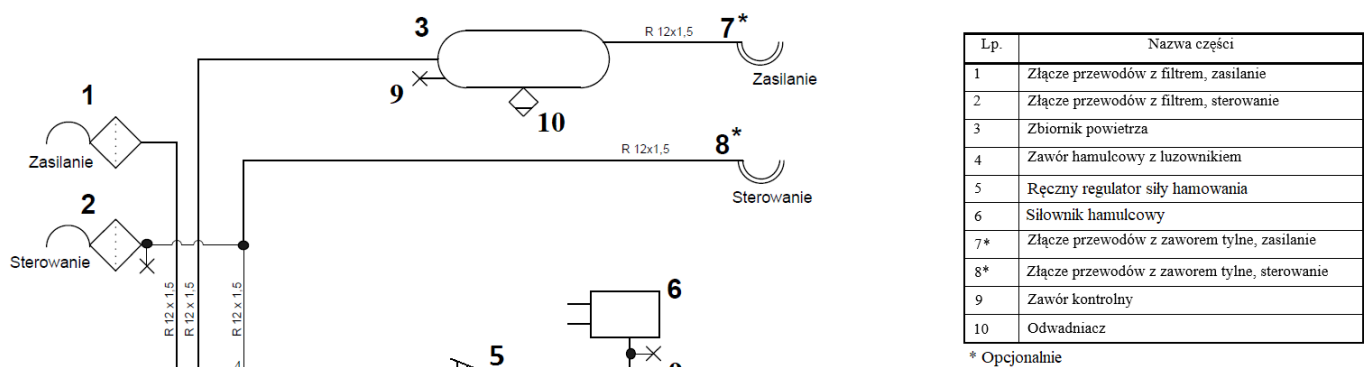 3
R 12x1,5
7*
Zasilanie
9
10
1
Zasilanie
R 12x1,5
8*
Sterowanie
2
Sterowanie
R 12 x 1,5
R 12 x 1,5
R 12 x 1,5
6
5
Lp. Nazwa części
1 Złącze przewodów z filtrem, zasilanie
2 Złącze przewodów z filtrem, sterowanie
3 Zbiornik powietrza
4 Zawór hamulcowy z luzownikiem
5 Ręczny regulator siły hamowania
6 Siłownik hamulcowy
7* Złącze przewodów z zaworem tylne, zasilanie
8* Złącze przewodów z zaworem tylne, sterowanie
9 Zawór kontrolny
10 Odwadniacz
* Opcjonalnie